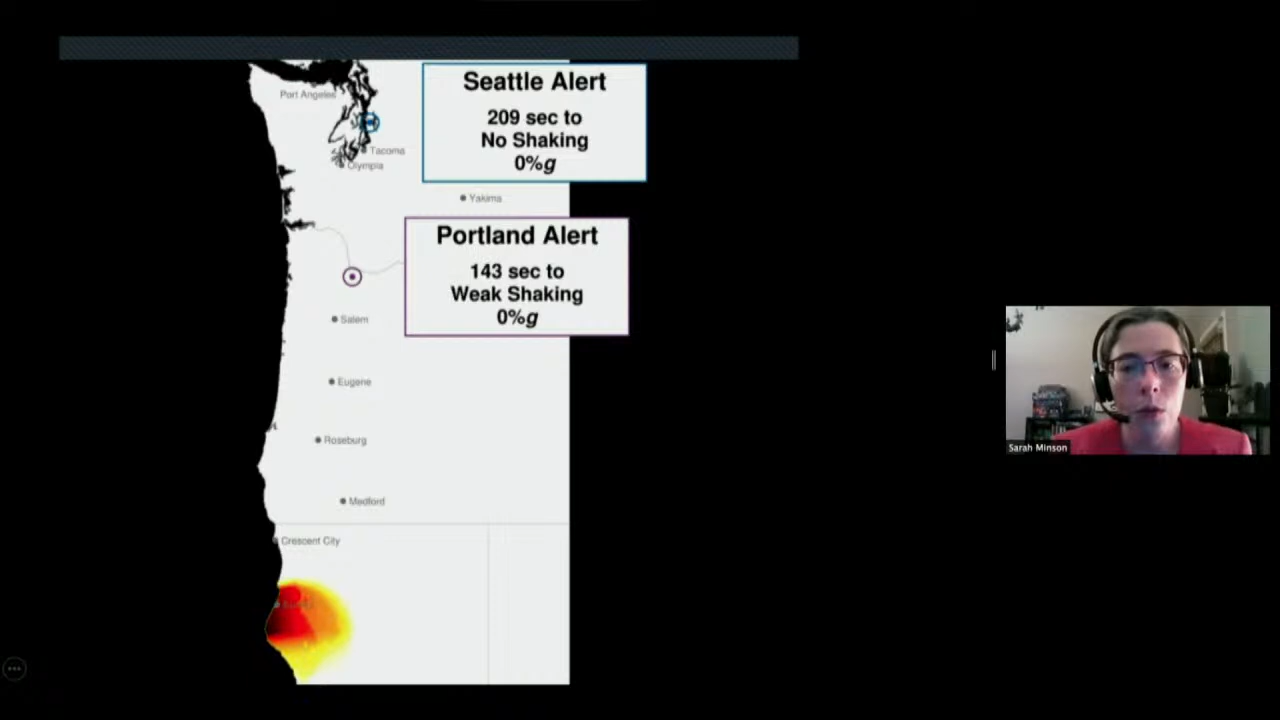 Seattle Alert
209 sec to
No Shaking
0%g
Port Angeles
Tacoma
Olympia
Yakima
Portland Alert
143 sec to
Weak Shaking
0%g
Salem
Eugene
Roseburg
Medford
Crescent City
Sarah Minson